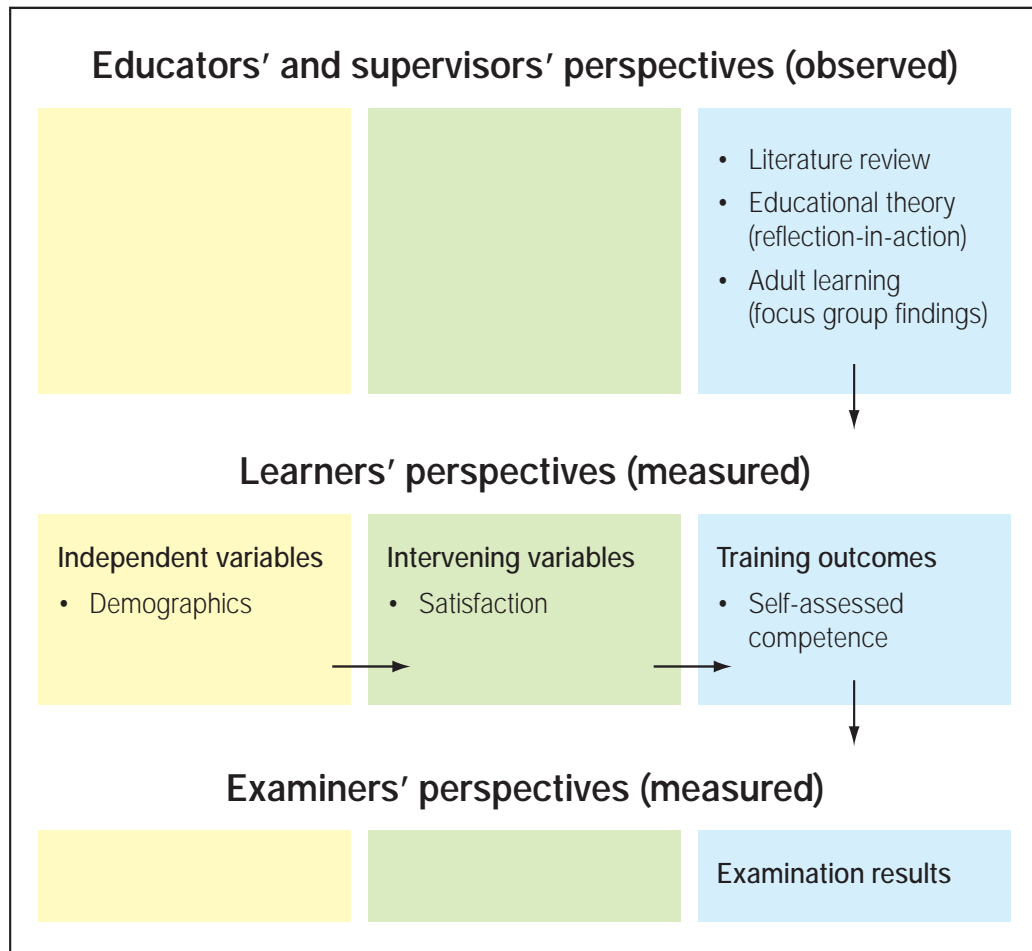 Educators’ and supervisors’ perspectives (observed)
• Literature review
• Educational theory
(reflection-in-action)
• Adult learning
(focus group findings)
Learners’ perspectives (measured)
Independent variables
• Demographics
Intervening variables
• Satisfaction
Training outcomes
• Self-assessed
competence
Examiners’ perspectives (measured)
Examination results